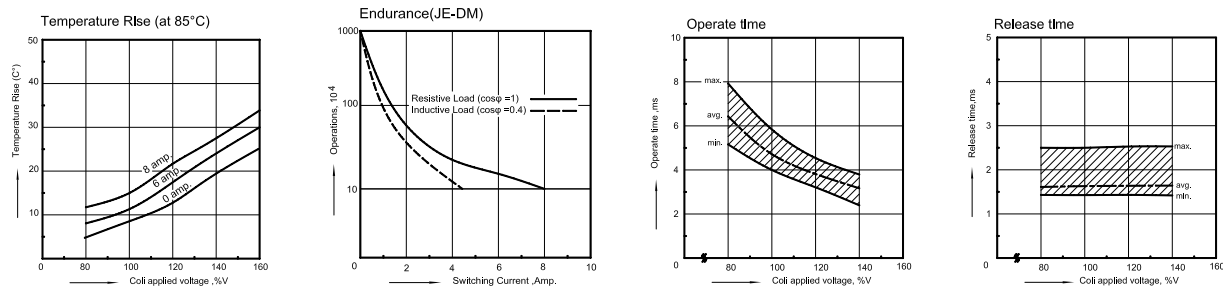 Temperature RIse (at 85°C)
50
40
30
20
10
0
80
100
120
140
160
Temperature Rise (C°)
8 amp.
6 amp.
0 amp.
Coli applied voltage ,%V
Endurance(JE-DM)
1000
100
10
0
2
4
6
8
10
Operations, 10⁴
Resistive Load (cosφ =1)
Inductive Load (cosφ =0.4)
Switching Current ,Amp.
Operate tIme
10
8
6
4
2
0
80
100
120
140
160
Operate time ,ms
max.
avg.
min.
Coli applied voltage, %V
Release tIme
5
4
3
2
1
0
80
100
120
140
160
Release time,ms
max.
avg.
mIn.
Coli applied voltage, %V